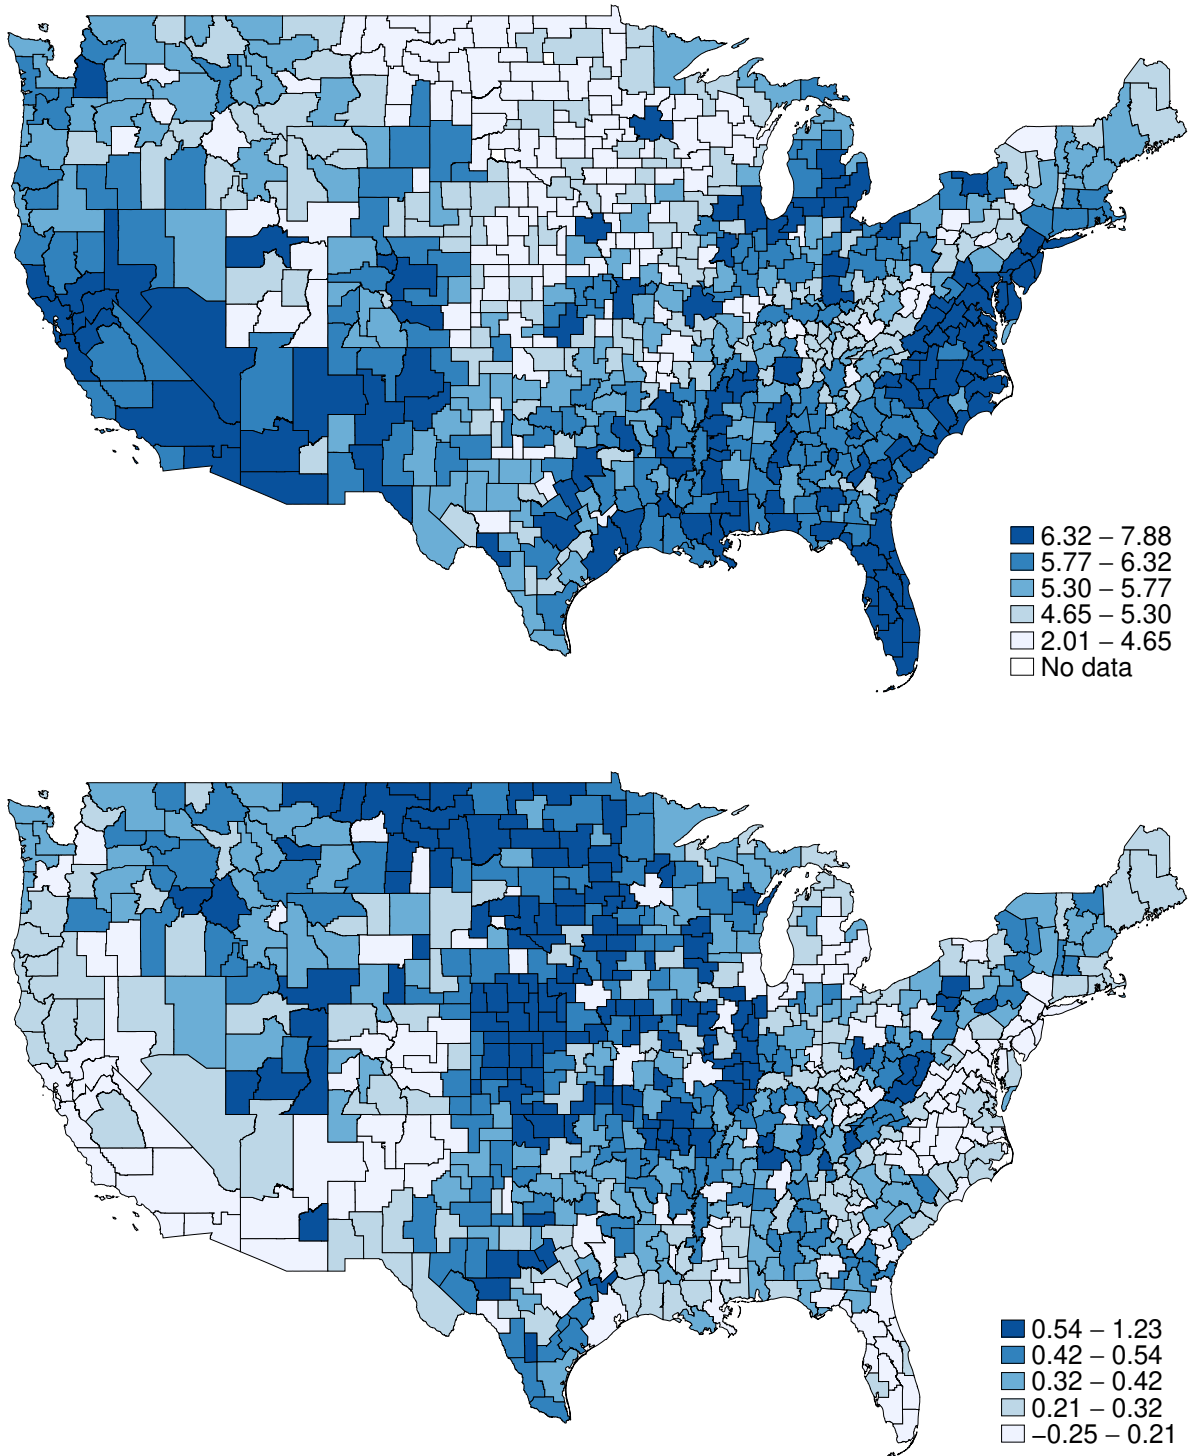 6.32 – 7.88
5.77 – 6.32
5.30 – 5.77
4.65 – 5.30
2.01 – 4.65
No data
0.54 – 1.23
0.42 – 0.54
0.32 – 0.42
0.21 – 0.32
−0.25 – 0.21